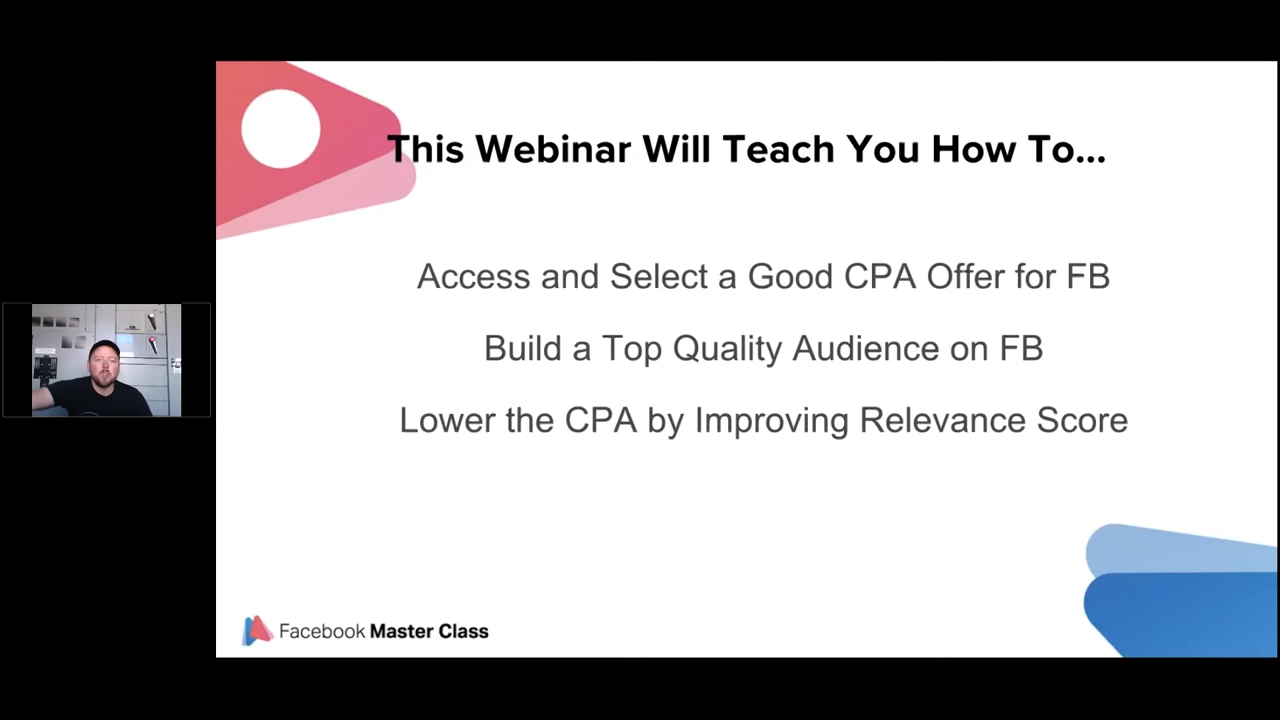 This Webinar Will Teach You How To...
Access and Select a Good CPA Offer for FB
Build a Top Quality Audience on FB
Lower the CPA by Improving Relevance Score
Facebook Master Class